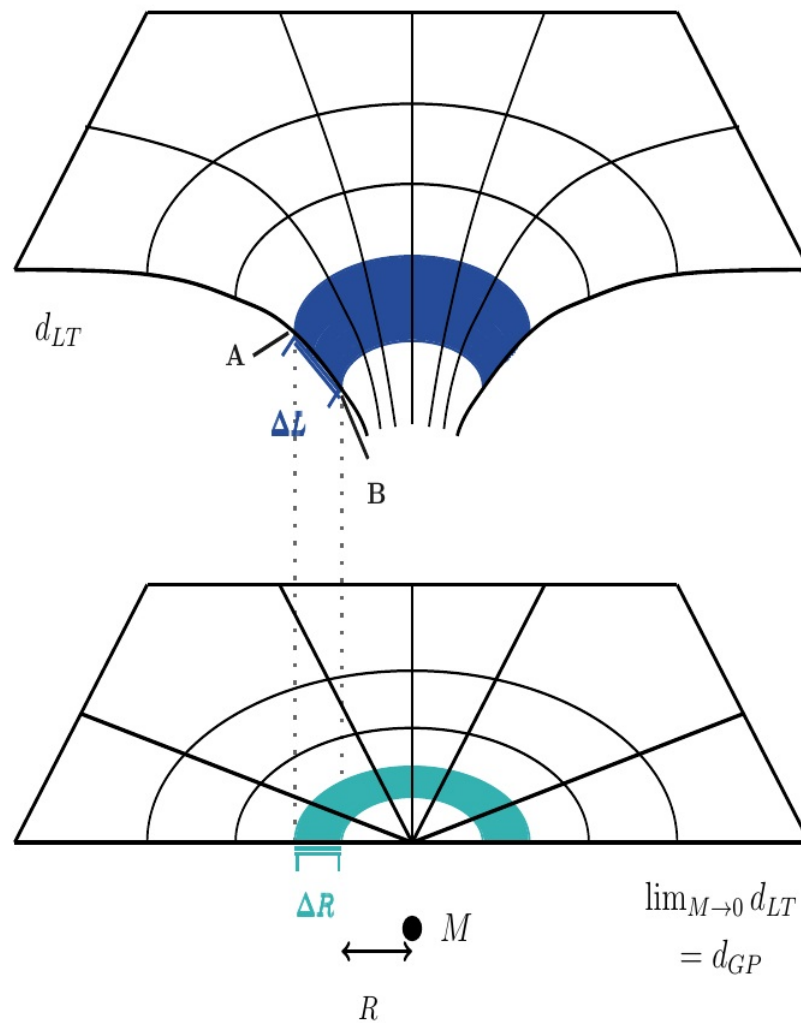 d_{LT}
A
ΔL
B
ΔR
lim_{M→0} d_{LT}
= d_{GP}
M
R